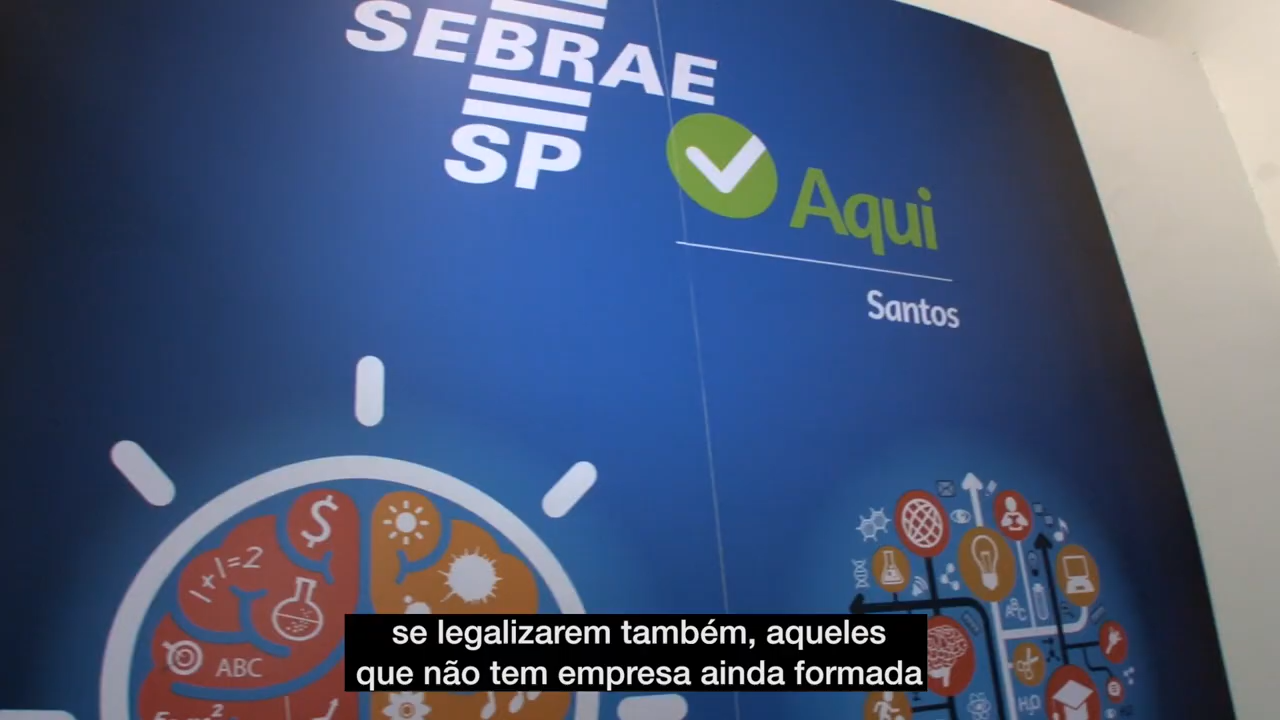 SEBRAE
SP
Aqui
Santos
$
1+1=2
ABC
ABC
H₂O
se legalizarem também, aqueles
que não tem empresa ainda formada